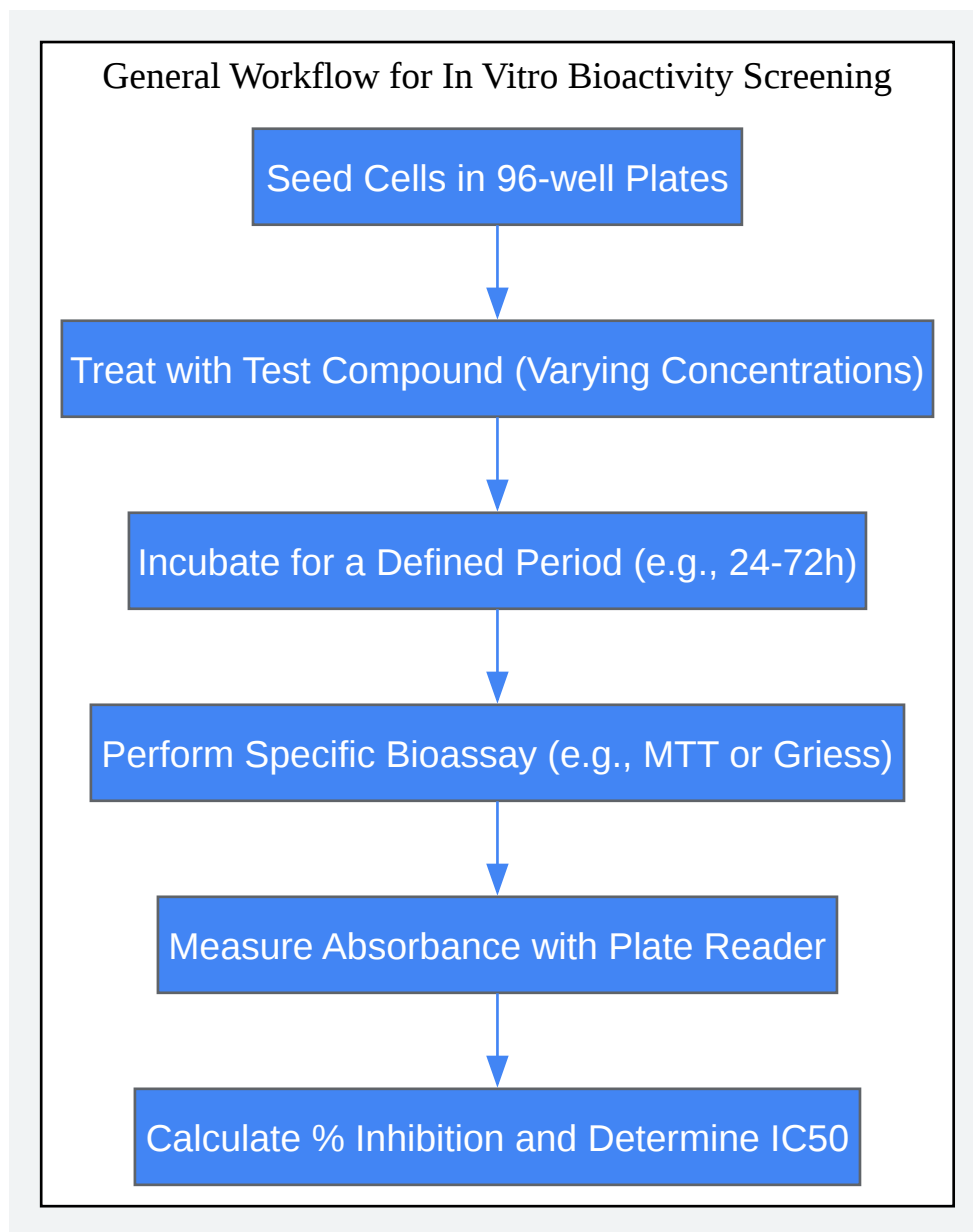 General Workflow for In Vitro Bioactivity Screening
Seed Cells in 96-well Plates
Treat with Test Compound (Varying Concentrations)
Incubate for a Defined Period (e.g., 24-72h)
Perform Specific Bioassay (e.g., MTT or Griess)
Measure Absorbance with Plate Reader
Calculate % Inhibition and Determine IC50